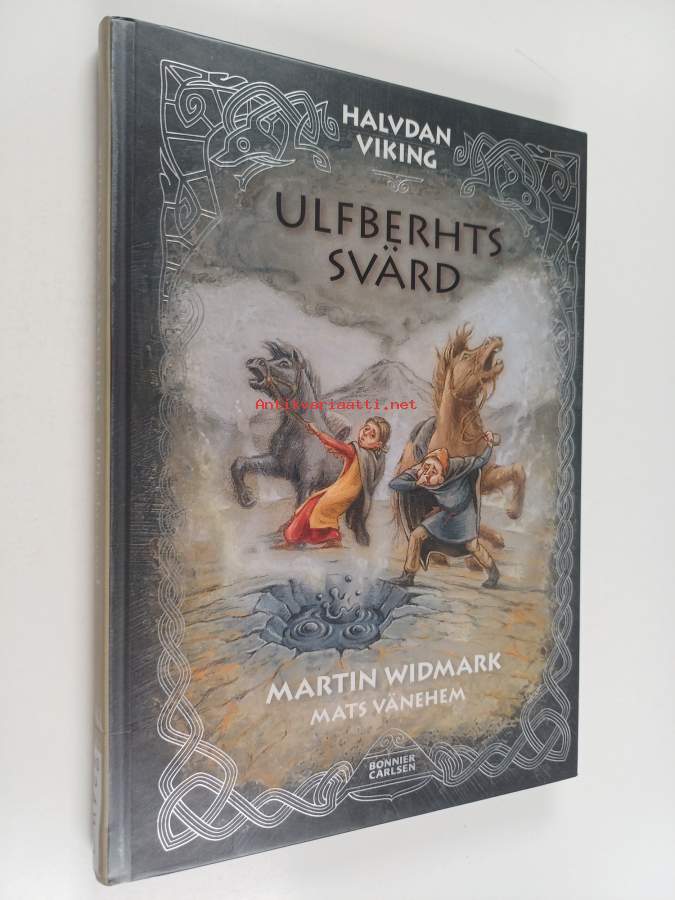 HALVDAN
VIKING
ULFBERHTS
SVÄRD
Antikvariaatti.net
MARTIN WIDMARK
MATS VÄNEHEM
BONNIER
CARLSEN